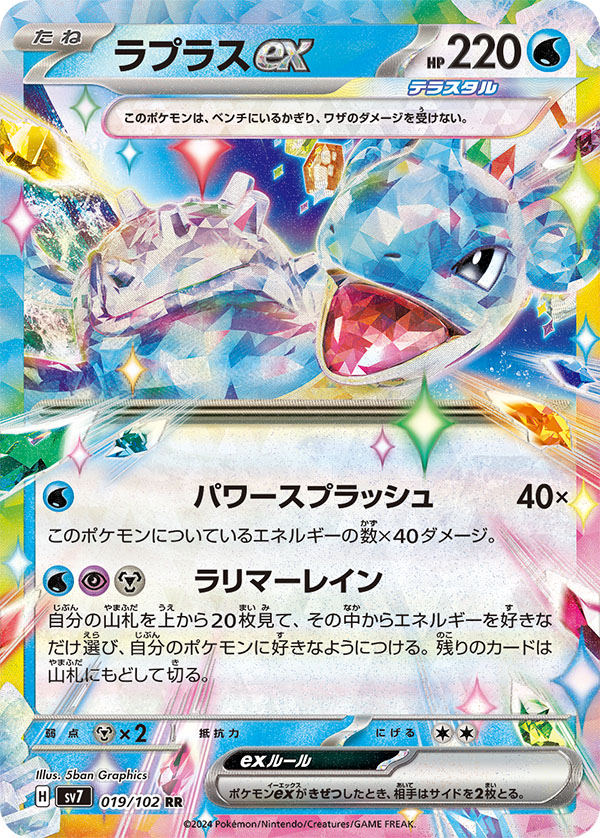 たね ラプラスex HP220
テラスタル
このポケモンは、ベンチにいるかぎり、ワザのダメージを受けない。
パワースプラッシュ 40×
このポケモンについているエネルギーの数×40ダメージ。
ラリマーレイン
自分の山札を上から20枚見て、その中からエネルギーを好きな
だけ選び、自分のポケモンに好きなようにつける。残りのカードは
山札にもどして切る。
弱点 ×2 抵抗力 にげる
exルール
ポケモンexがきぜつしたとき、相手はサイドを2枚とる。
Illus. 5ban Graphics
H sv7 019/102 RR
©2024 Pokémon/Nintendo/Creatures/GAME FREAK.